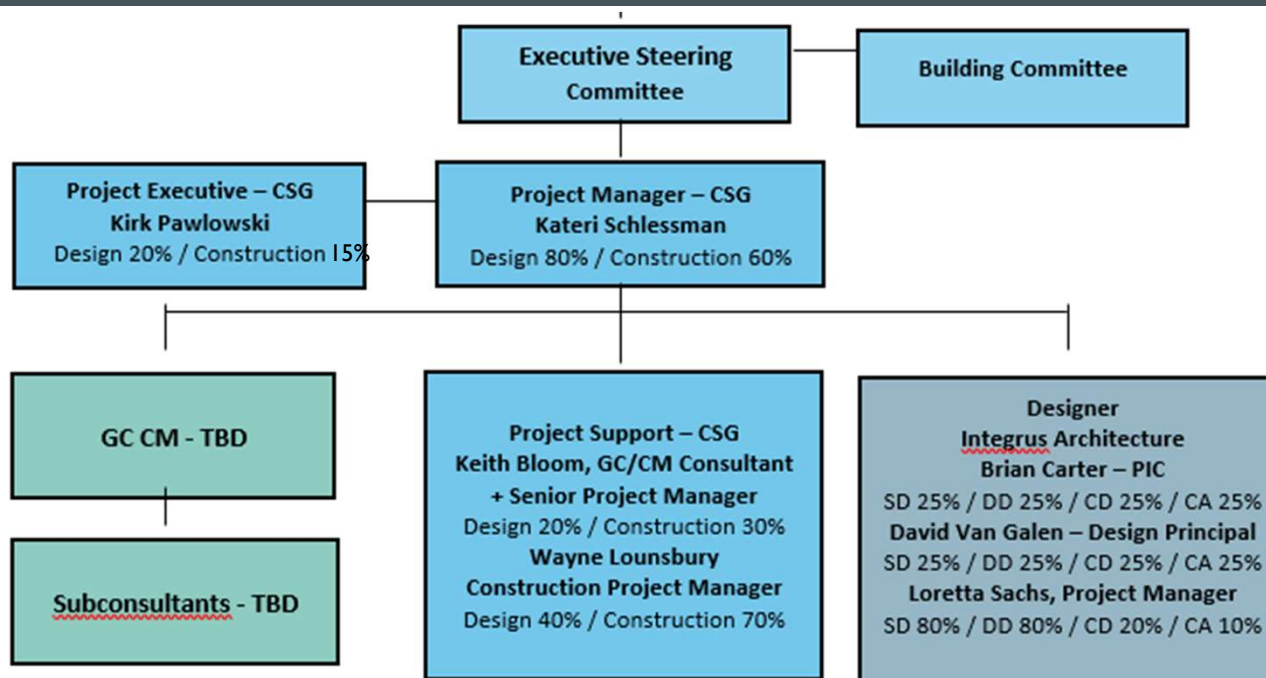 Executive Steering
Committee
Building Committee
Project Executive – CSG
Kirk Pawlowski
Design 20% / Construction 15%
Project Manager – CSG
Kateri Schlessman
Design 80% / Construction 60%
GC CM - TBD
Subconsultants - TBD
Project Support – CSG
Keith Bloom, GC/CM Consultant
+ Senior Project Manager
Design 20% / Construction 30%
Wayne Lounsbury
Construction Project Manager
Design 40% / Construction 70%
Designer
Integrus Architecture
Brian Carter – PIC
SD 25% / DD 25% / CD 25% / CA 25%
David Van Galen – Design Principal
SD 25% / DD 25% / CD 25% / CA 25%
Loretta Sachs, Project Manager
SD 80% / DD 80% / CD 20% / CA 10%